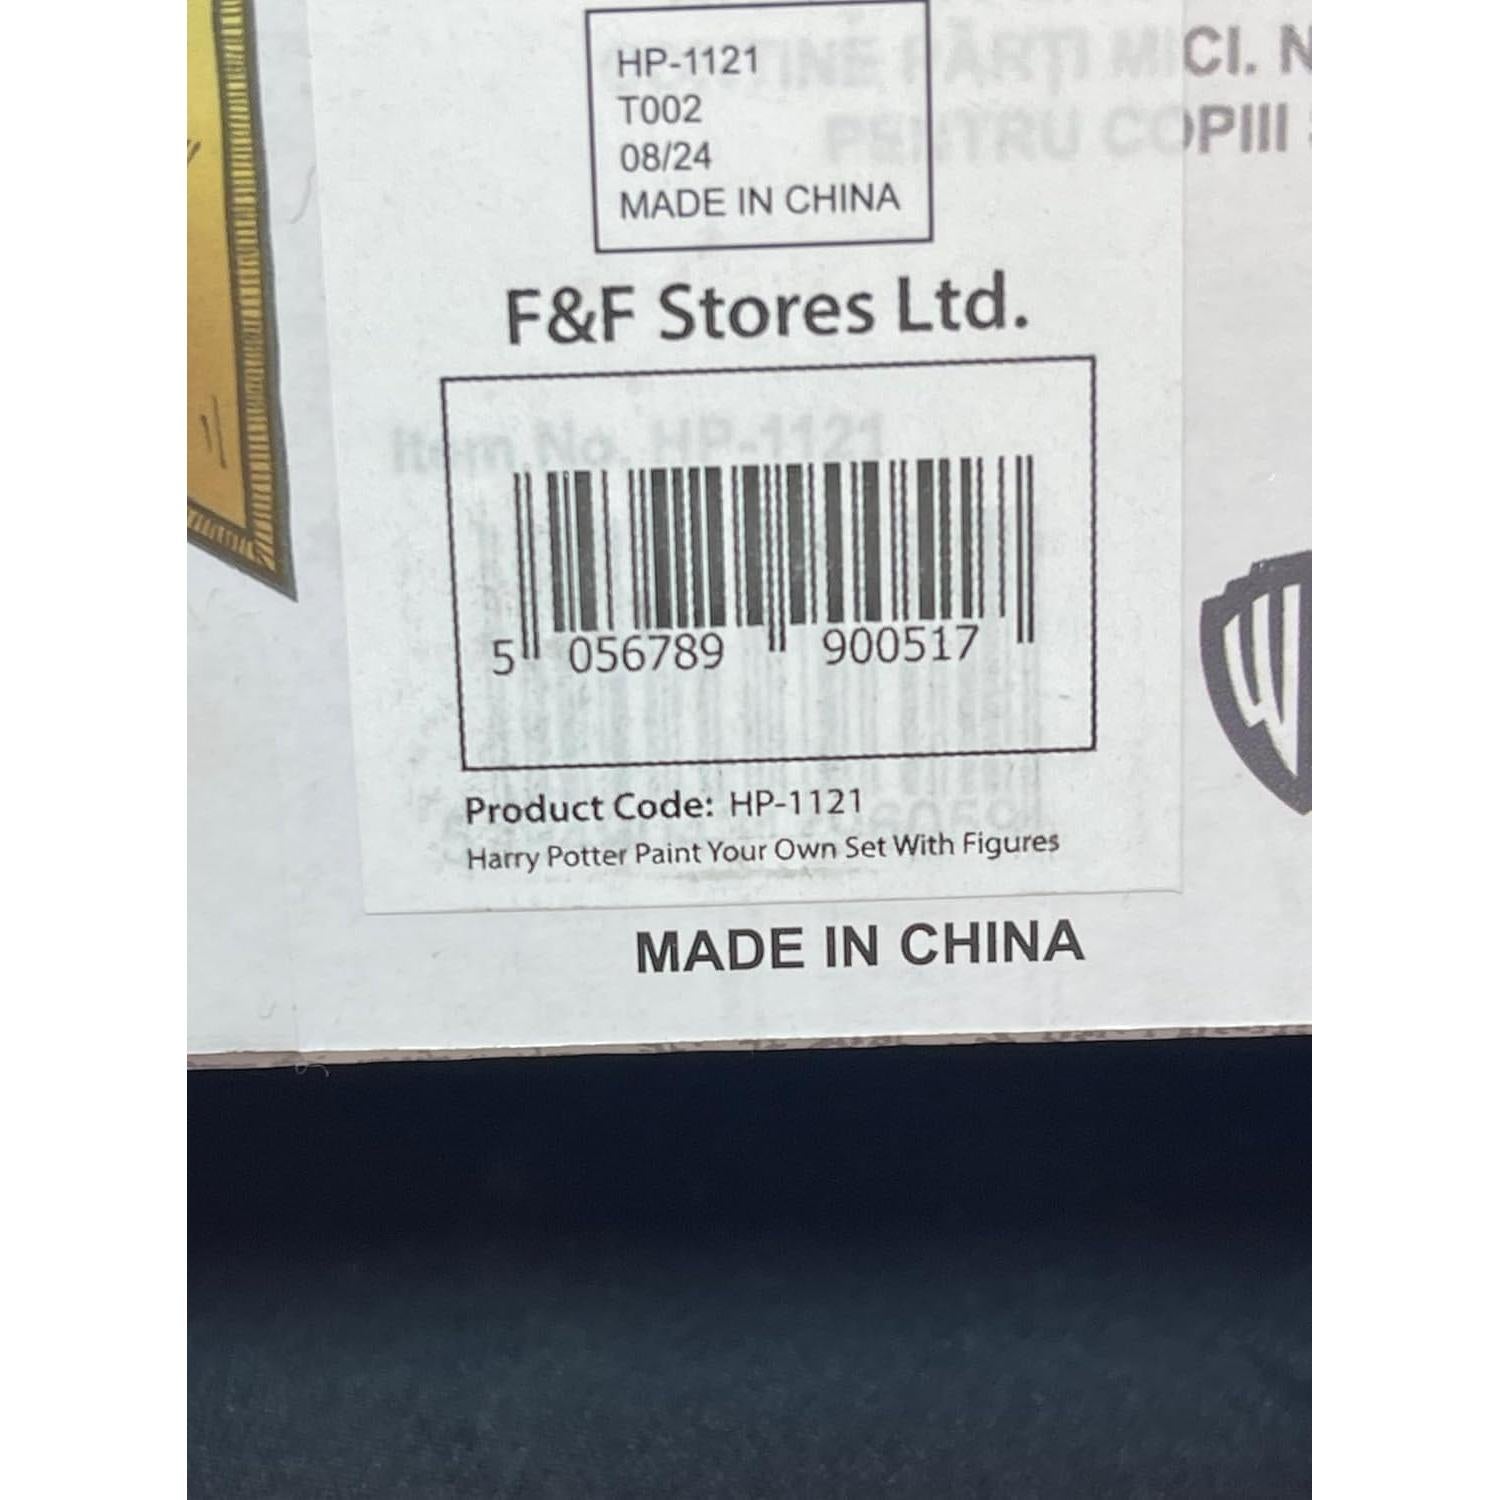 HP-1121
T002
08/24
MADE IN CHINA
CI. N
PENTRU COPIII
F&F Stores Ltd.
Item No. HP-1121
5 056789 900517
Product Code: HP-1121
Harry Potter Paint Your Own Set With Figures
MADE IN CHINA
W